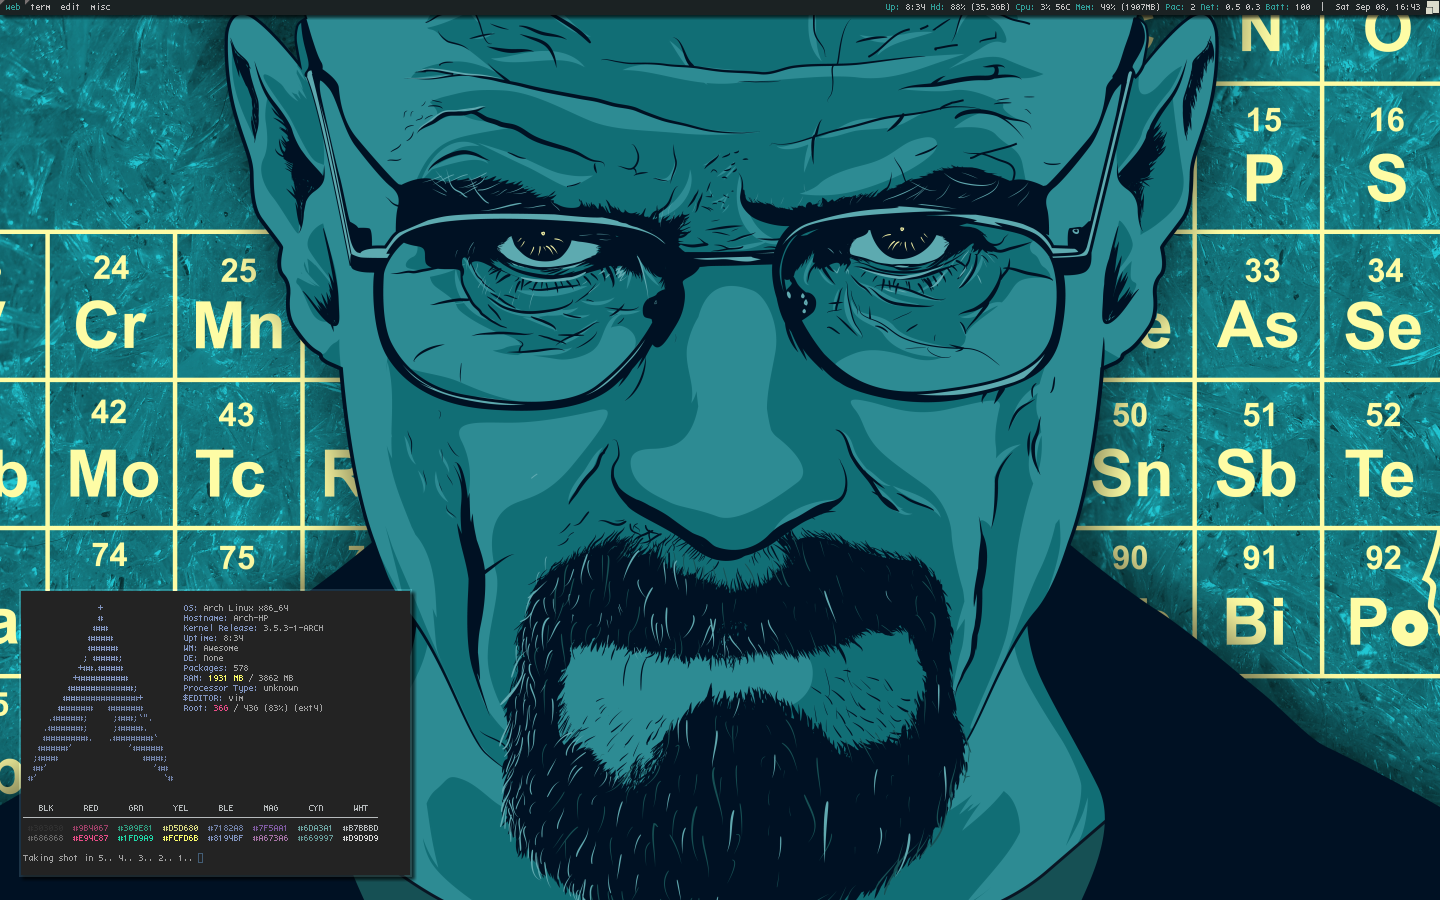 web term edit misc
Up: 8:34 Hd: 88% (35.3GB) Cpu: 3% 56C Mem: 49% (1907MB) Pac: 2 Net: 0.5 0.3 Batt: 100 | Sat Sep 08, 16:43
N O
15 16
P S
24 25 33 34
Cr Mn e As Se
42 43 50 51 52
b Mo Tc R Sn Sb Te
74 75 90 91 92
a Bi Po
5
OS: Arch Linux x86_64
Hostname: Arch-HP
Kernel Release: 3.5.3-1-ARCH
Uptime: 8:34
WM: Awesome
DE: None
Packages: 578
RAM: 1931 MB / 3862 MB
Processor Type: unknown
$EDITOR: vim
Root: 36G / 43G (83%) (ext4)
BLK RED GRN YEL BLE MAG CYN WHT
#9B4067 #309E81 #D5D680 #7182A8 #7F5AA1 #6DA3A1 #B7BBBD
#686868 #E94C87 #1FD9A9 #FCFD6B #8194BF #A673A6 #669997 #D9D9D9
Taking shot in 5.. 4.. 3.. 2.. 1..